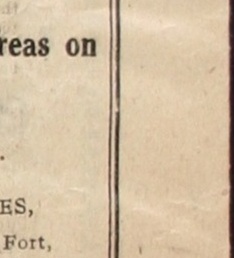 reas on
.
ES,
Fort,